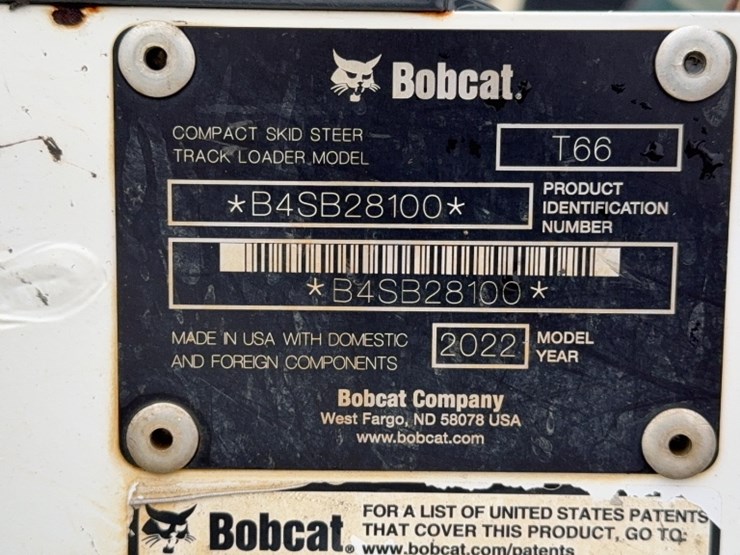 Bobcat.
COMPACT SKID STEER
TRACK LOADER MODEL
T66
*B4SB28100*
PRODUCT
IDENTIFICATION
NUMBER
*B4SB28100*
MADE IN USA WITH DOMESTIC
AND FOREIGN COMPONENTS
2022
MODEL
YEAR
Bobcat Company
West Fargo, ND 58078 USA
www.bobcat.com
Bobcat®
FOR A LIST OF UNITED STATES PATENTS
THAT COVER THIS PRODUCT, GO TO:
www.bobcat.com/patents